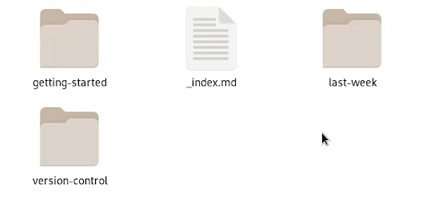 getting-started
_index.md
last-week
version-control